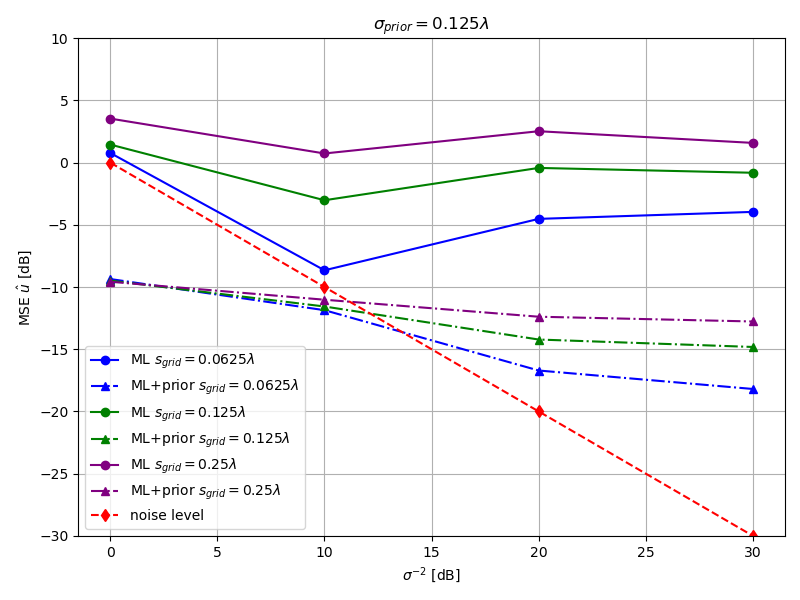 σ_prior = 0.125λ
10
5
0
−5
−10
−15
−20
−25
−30
MSE û [dB]
ML s_grid = 0.0625λ
ML+prior s_grid = 0.0625λ
ML s_grid = 0.125λ
ML+prior s_grid = 0.125λ
ML s_grid = 0.25λ
ML+prior s_grid = 0.25λ
noise level
0 5 10 15 20 25 30
σ⁻² [dB]